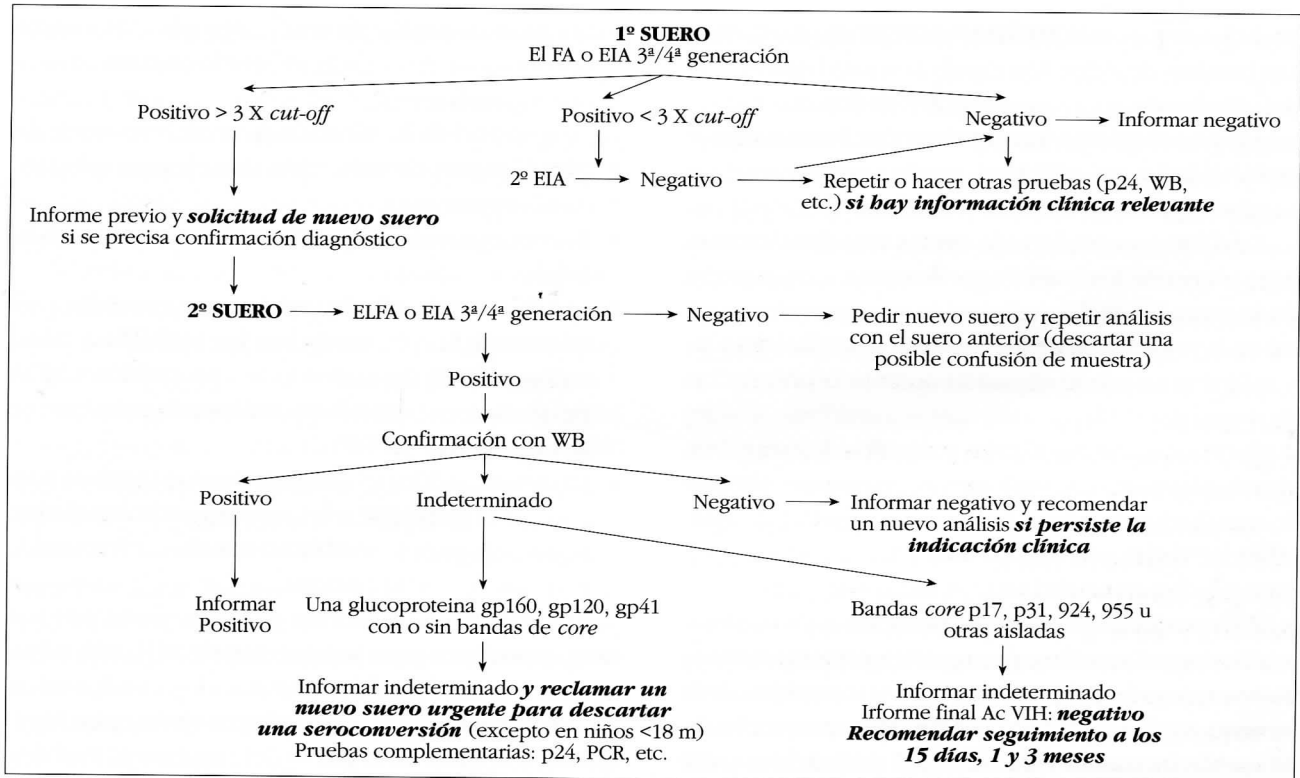 1º SUERO
El FA o EIA 3ª/4ª generación
Positivo > 3 X cut-off
Positivo < 3 X cut-off
Negativo
Informar negativo
2º EIA
Negativo
Repetir o hacer otras pruebas (p24, WB,
etc.) si hay información clínica relevante
Informe previo y solicitud de nuevo suero
si se precisa confirmación diagnóstico
2º SUERO
ELFA o EIA 3ª/4ª generación
Negativo
Pedir nuevo suero y repetir análisis
con el suero anterior (descartar una
posible confusión de muestra)
Positivo
Confirmación con WB
Positivo
Indeterminado
Negativo
Informar negativo y recomendar
un nuevo análisis si persiste la
indicación clínica
Informar
Positivo
Una glucoproteina gp160, gp120, gp41
con o sin bandas de core
Bandas core p17, p31, 924, 955 u
otras aisladas
Informar indeterminado y reclamar un
nuevo suero urgente para descartar
una seroconversión (excepto en niños <18 m)
Pruebas complementarias: p24, PCR, etc.
Informar indeterminado
Irforme final Ac VIH: negativo
Recomendar seguimiento a los
15 días, 1 y 3 meses